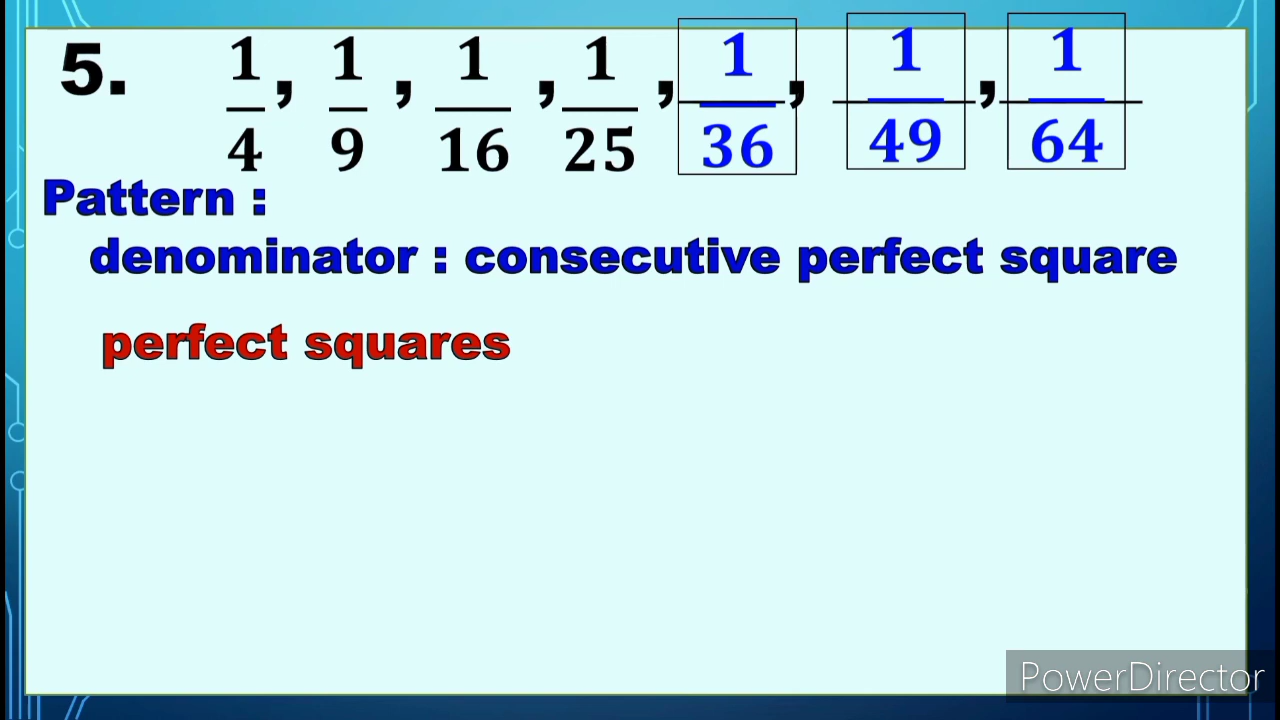 5. 1/4, 1/9, 1/16, 1/25, 1/36, 1/49, 1/64
Pattern :
denominator : consecutive perfect square
perfect squares
PowerDirector